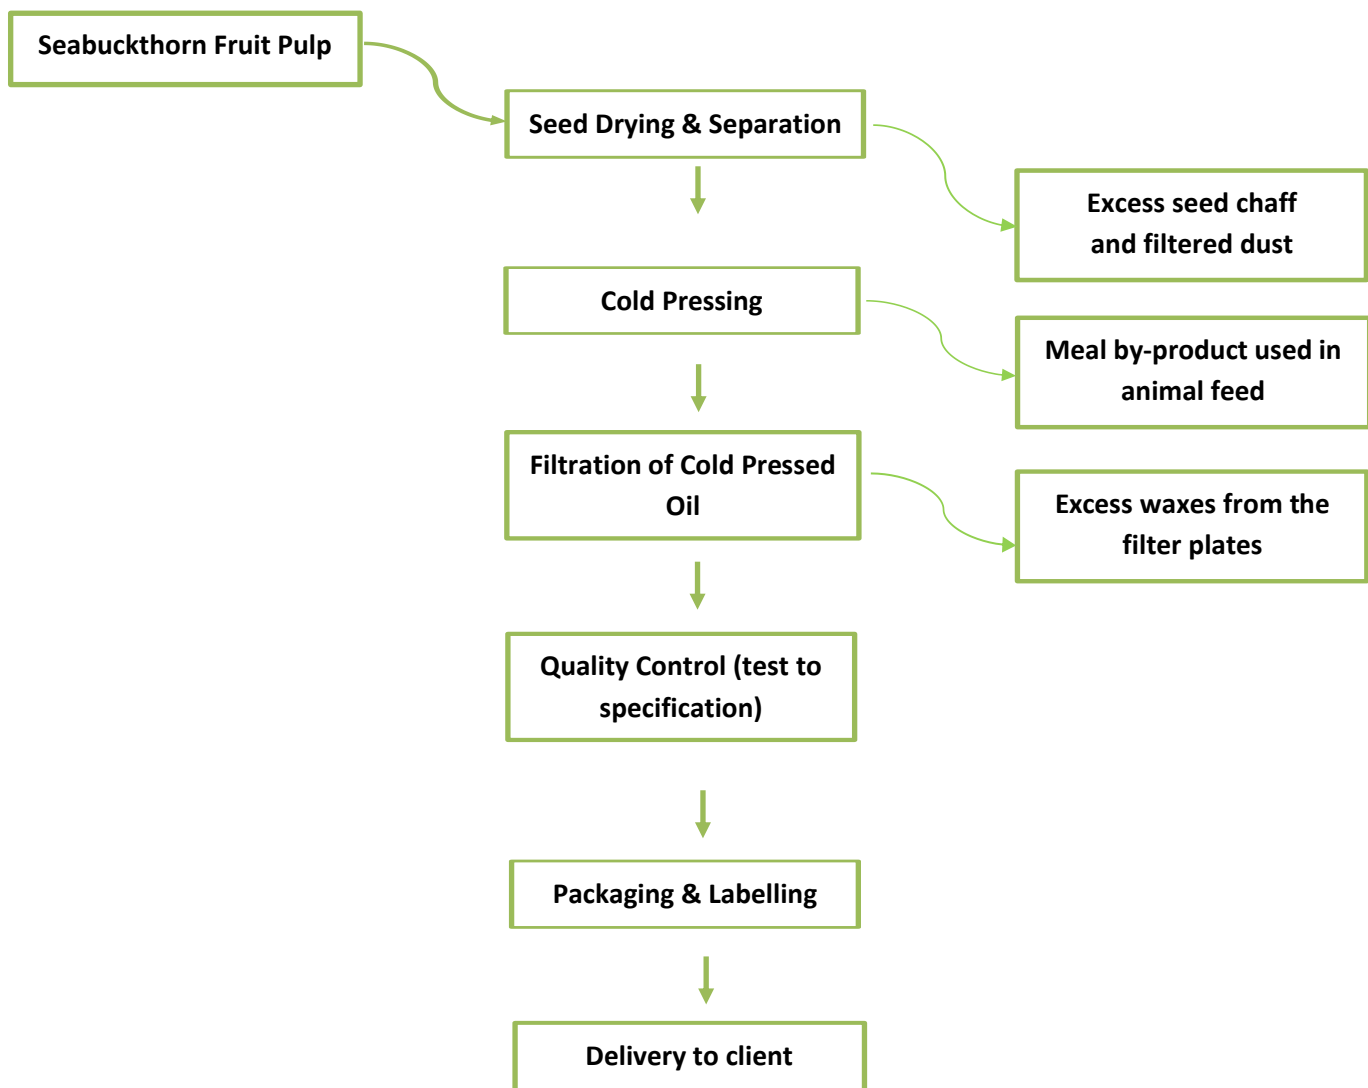 Seabuckthorn Fruit Pulp
Seed Drying & Separation
Excess seed chaff
and filtered dust
Cold Pressing
Meal by-product used in
animal feed
Filtration of Cold Pressed
Oil
Excess waxes from the
filter plates
Quality Control (test to
specification)
Packaging & Labelling
Delivery to client